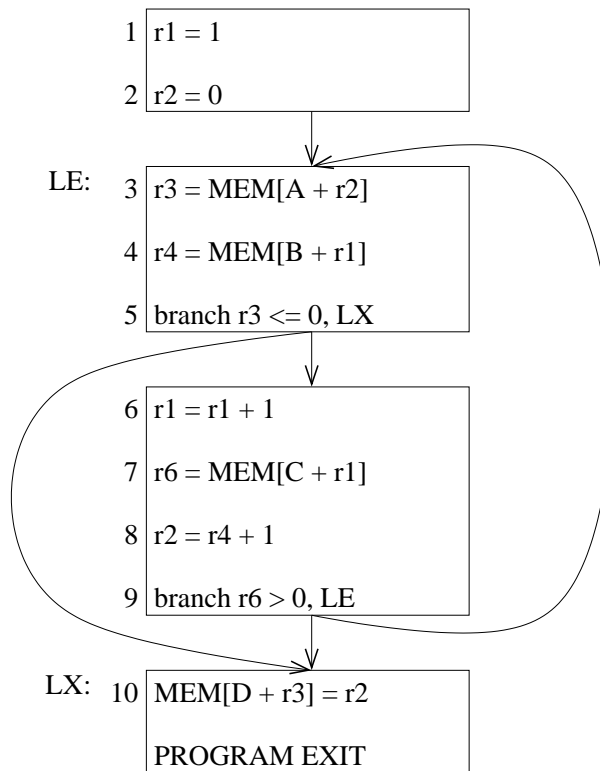 1 r1 = 1
2 r2 = 0
LE: 3 r3 = MEM[A + r2]
4 r4 = MEM[B + r1]
5 branch r3 <= 0, LX
6 r1 = r1 + 1
7 r6 = MEM[C + r1]
8 r2 = r4 + 1
9 branch r6 > 0, LE
LX: 10 MEM[D + r3] = r2
PROGRAM EXIT